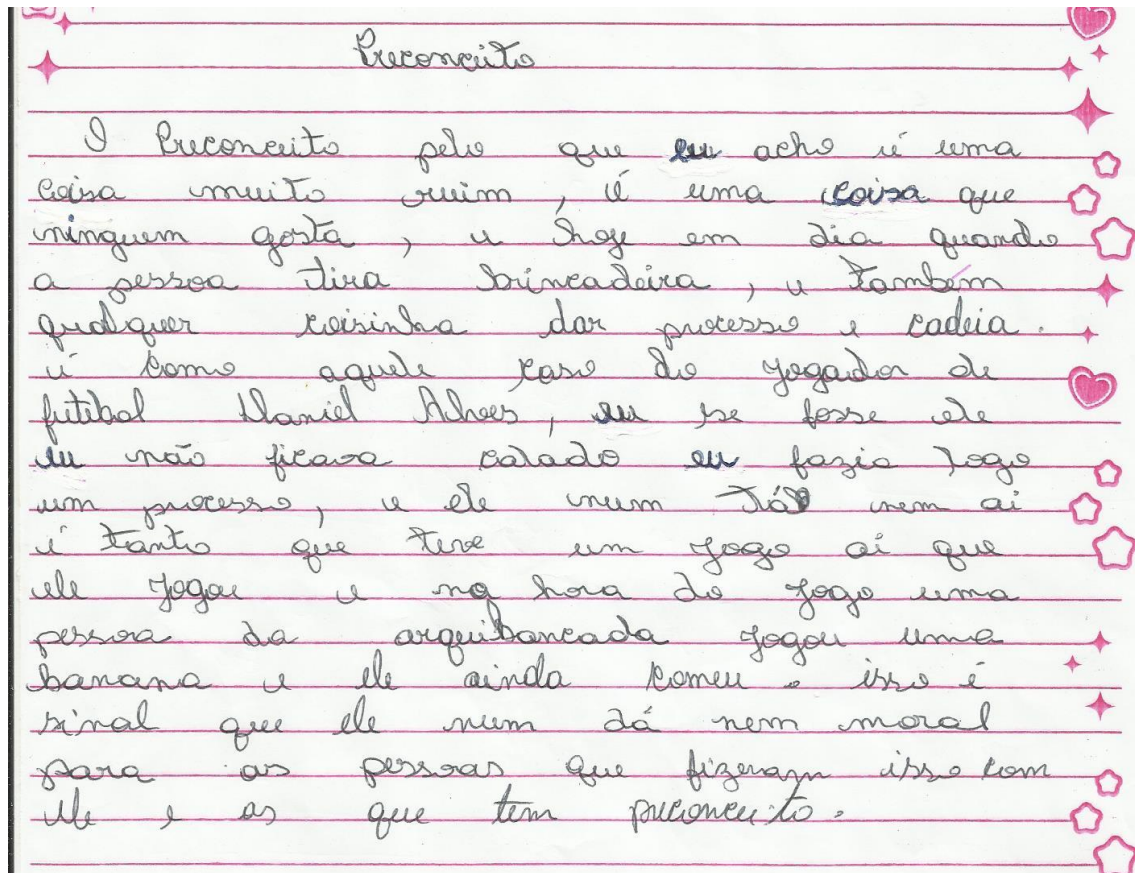 Preconceito
O Preconceito pelo que eu acho é uma
coisa muito ruim, é uma coisa que
ninguem gosta, e hoje em dia quando
a pessoa tira brincadeira, e também
qualquer coisinha dar processo e cadeia.
é como aquele caso do jogador de
futibol Daniel Alves, eu se fosse ele
eu não ficava calado eu fazia logo
um processo, e ele num dá nem ai
é tanto que teve um jogo ai que
ele jogou e na hora do jogo uma
pessoa da arquibancada jogou uma
banana e ele ainda comeu. isso é
sinal que ele num dá nem moral
para as pessoas que fizeram isso com
ele e as que tem preconceito.